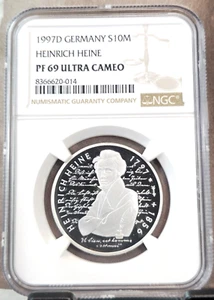 1997D GERMANY S10M
HEINRICH HEINE
PF 69 ULTRA CAMEO
8366620-014
NUMISMATIC GUARANTY COMPANY
NGC
HEINRICH HEINE 1797 + 1856